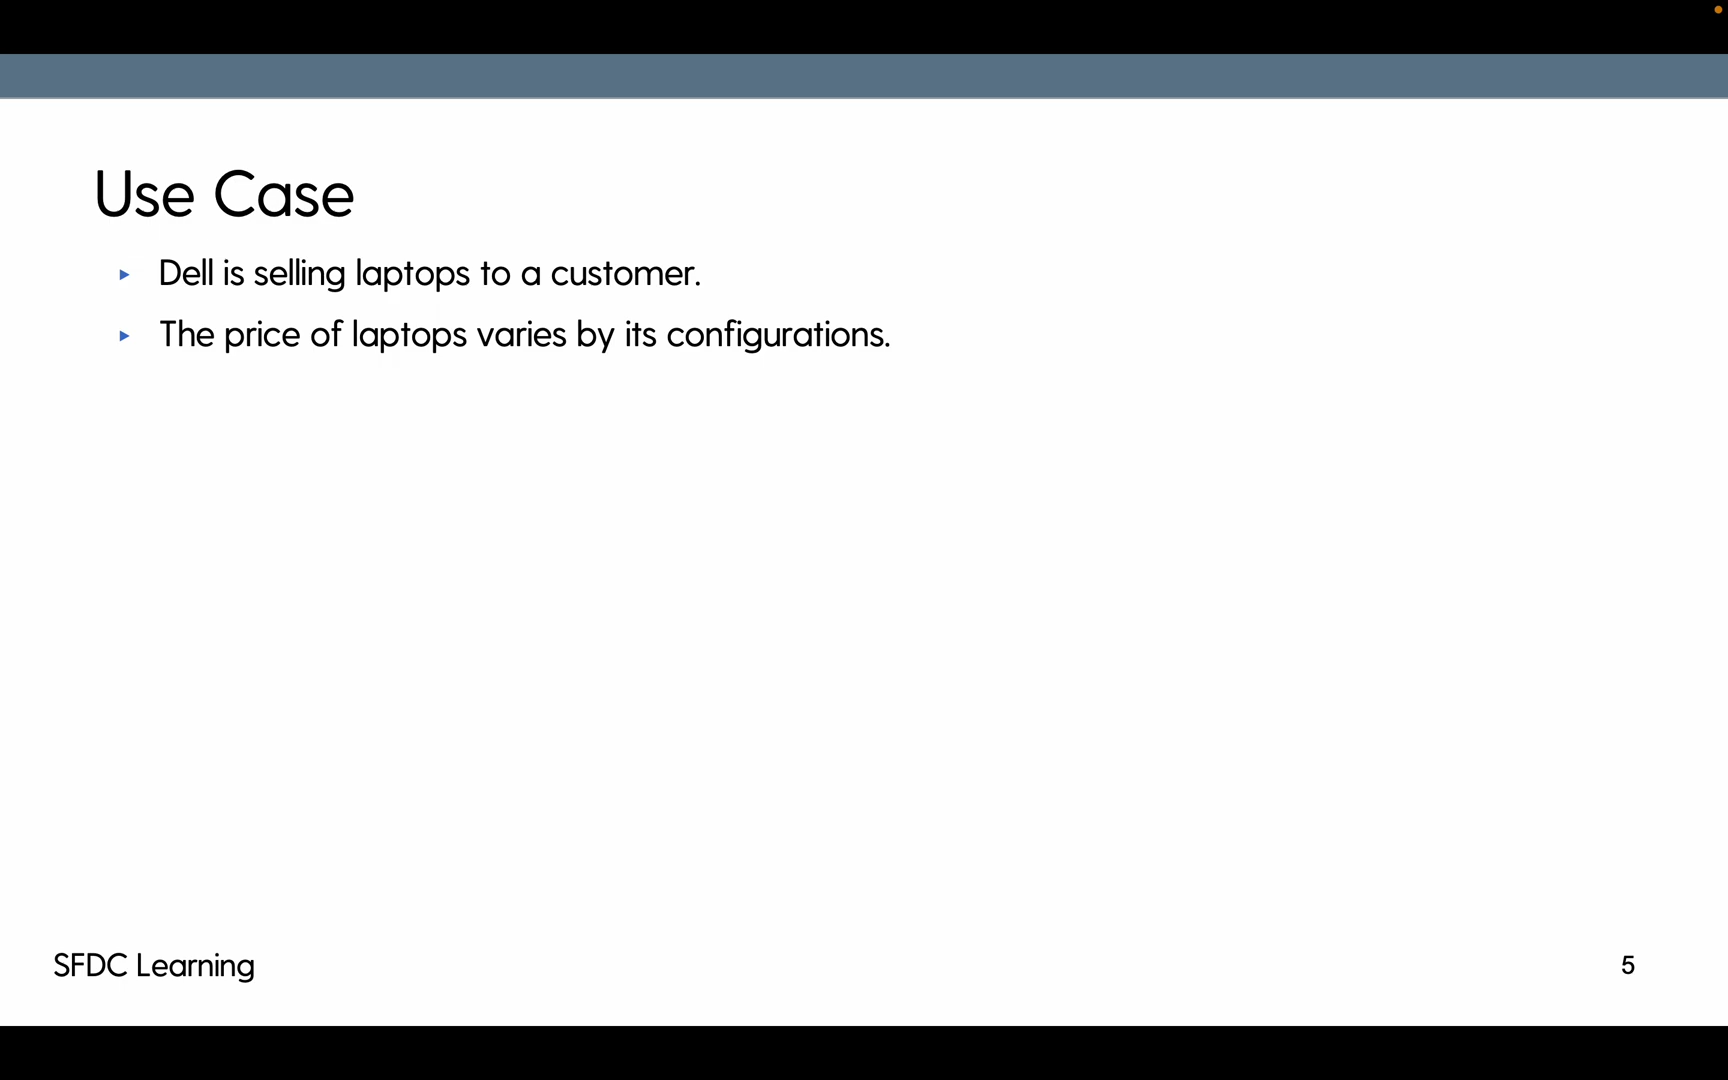 Use Case
▸ Dell is selling laptops to a customer.
▸ The price of laptops varies by its configurations.
SFDC Learning
5